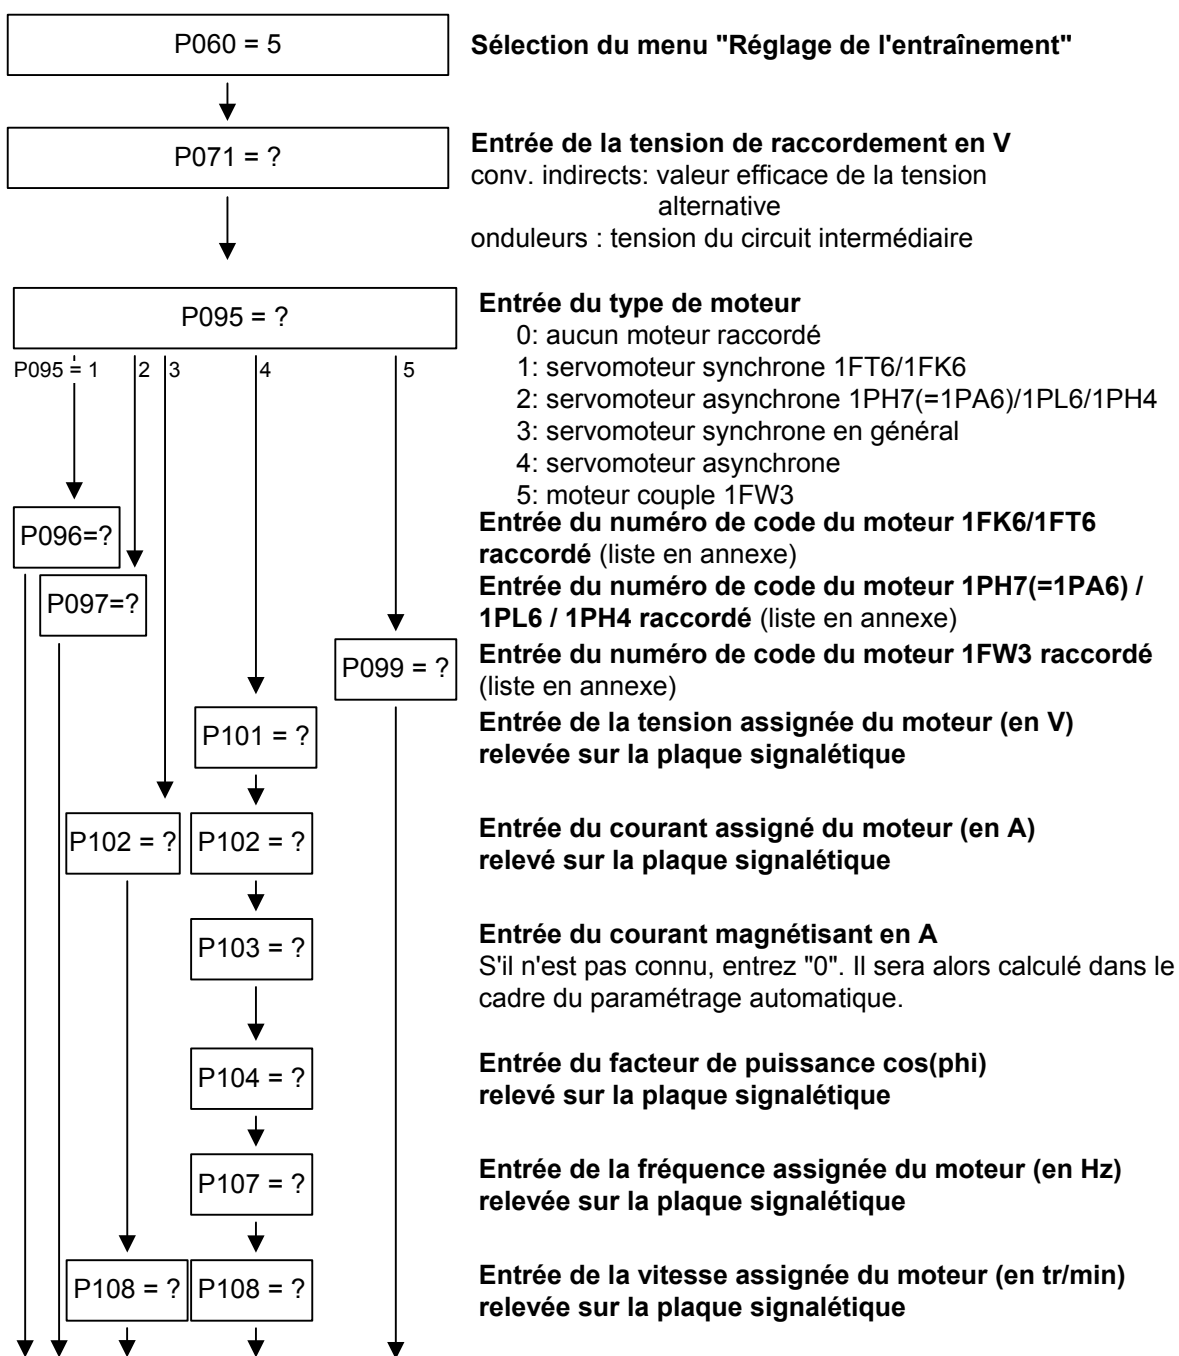 P060 = 5
Sélection du menu "Réglage de l'entraînement"
P071 = ?
Entrée de la tension de raccordement en V
conv. indirects: valeur efficace de la tension
alternative
onduleurs : tension du circuit intermédiaire
P095 = ?
Entrée du type de moteur
0: aucun moteur raccordé
P095 = 1 2 3 4 5
1: servomoteur synchrone 1FT6/1FK6
2: servomoteur asynchrone 1PH7(=1PA6)/1PL6/1PH4
3: servomoteur synchrone en général
4: servomoteur asynchrone
5: moteur couple 1FW3
P096=?
Entrée du numéro de code du moteur 1FK6/1FT6
raccordé (liste en annexe)
P097=?
Entrée du numéro de code du moteur 1PH7(=1PA6) /
1PL6 / 1PH4 raccordé (liste en annexe)
P099 = ?
Entrée du numéro de code du moteur 1FW3 raccordé
(liste en annexe)
P101 = ?
Entrée de la tension assignée du moteur (en V)
relevée sur la plaque signalétique
P102 = ? P102 = ?
Entrée du courant assigné du moteur (en A)
relevé sur la plaque signalétique
P103 = ?
Entrée du courant magnétisant en A
S'il n'est pas connu, entrez "0". Il sera alors calculé dans le
cadre du paramétrage automatique.
P104 = ?
Entrée du facteur de puissance cos(phi)
relevé sur la plaque signalétique
P107 = ?
Entrée de la fréquence assignée du moteur (en Hz)
relevée sur la plaque signalétique
P108 = ? P108 = ?
Entrée de la vitesse assignée du moteur (en tr/min)
relevée sur la plaque signalétique